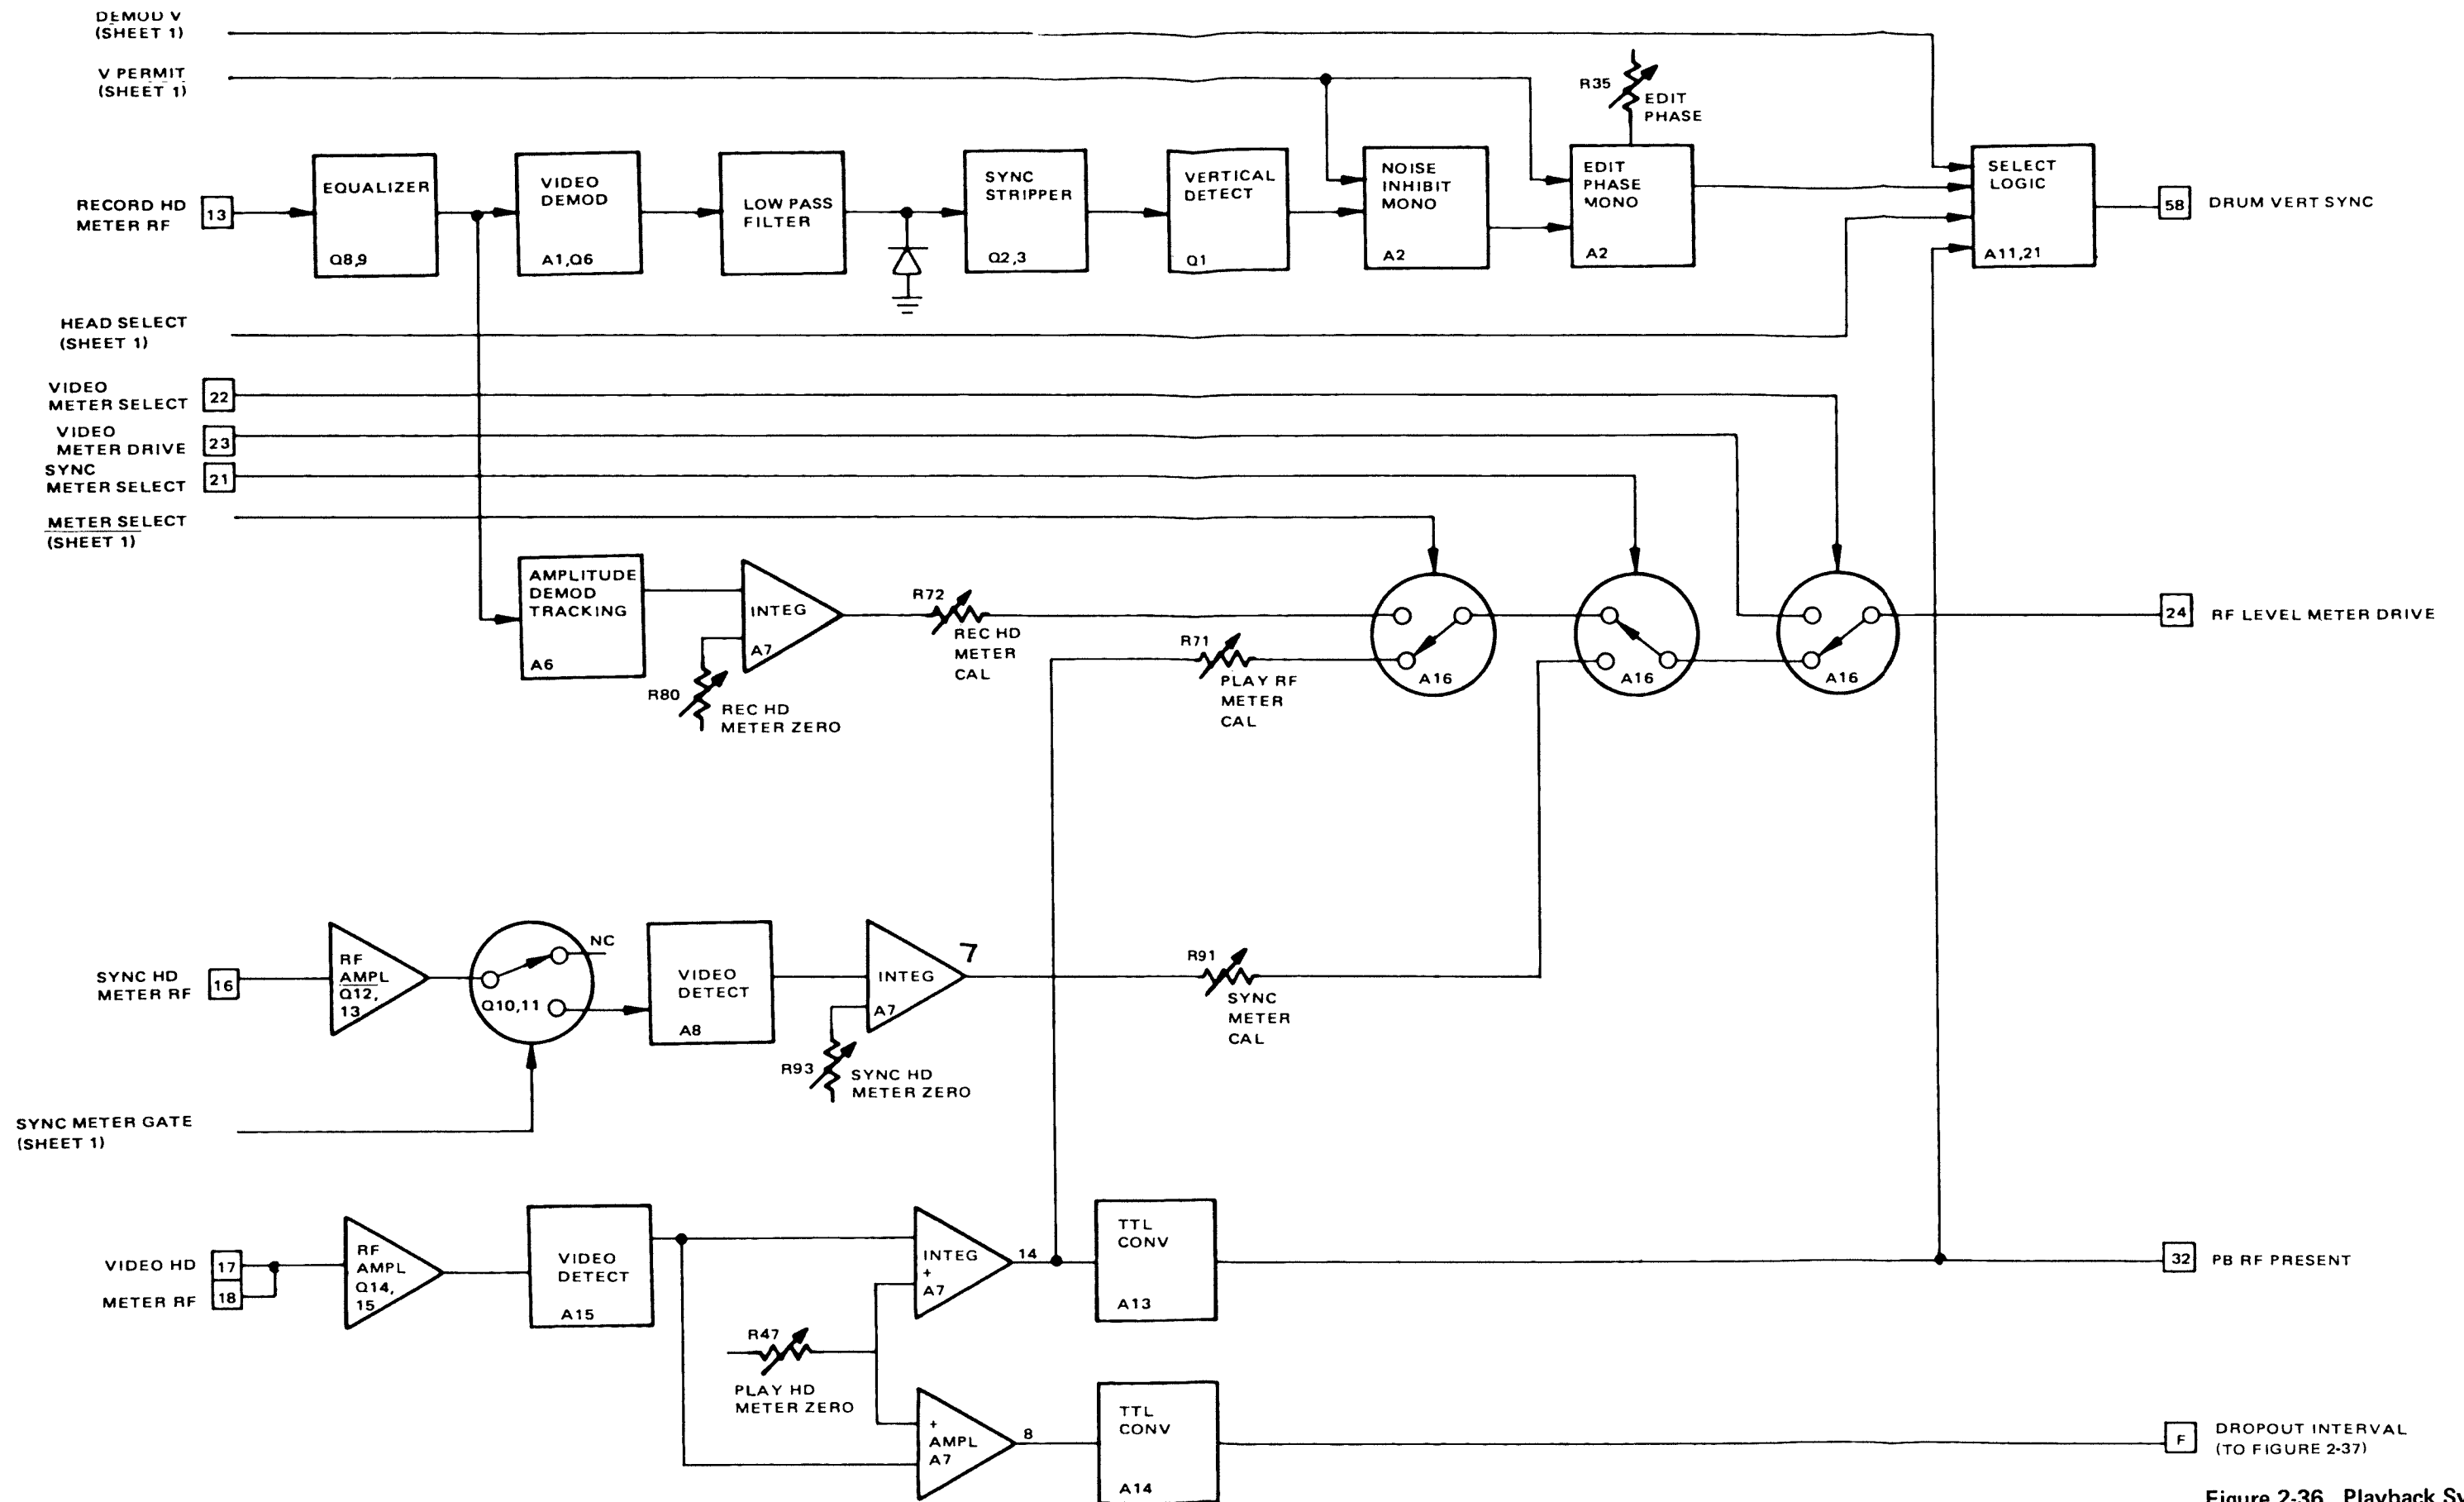 DEMOD V
(SHEET 1)
V PERMIT
(SHEET 1)
R35
EDIT
PHASE
RECORD HD
METER RF
13
EQUALIZER
Q8,9
VIDEO
DEMOD
A1,Q6
LOW PASS
FILTER
SYNC
STRIPPER
Q2,3
VERTICAL
DETECT
Q1
NOISE
INHIBIT
MONO
A2
EDIT
PHASE
MONO
A2
SELECT
LOGIC
A11,21
58
DRUM VERT SYNC
HEAD SELECT
(SHEET 1)
VIDEO
METER SELECT
22
VIDEO
METER DRIVE
23
SYNC
METER SELECT
21
METER SELECT
(SHEET 1)
AMPLITUDE
DEMOD
TRACKING
A6
INTEG
A7
R80
REC HD
METER ZERO
R72
REC HD
METER
CAL
R71
PLAY RF
METER
CAL
A16
A16
A16
24
RF LEVEL METER DRIVE
SYNC HD
METER RF
16
RF
AMPL
Q12,
13
NC
Q10,11
VIDEO
DETECT
A8
INTEG
A7
7
R93
SYNC HD
METER ZERO
R91
SYNC
METER
CAL
SYNC METER GATE
(SHEET 1)
VIDEO HD
METER RF
17
18
RF
AMPL
Q14,
15
VIDEO
DETECT
A15
INTEG
+
A7
14
TTL
CONV
A13
32
PB RF PRESENT
R47
PLAY HD
METER ZERO
+
AMPL
A7
8
TTL
CONV
A14
F
DROPOUT INTERVAL
(TO FIGURE 2-37)
Figure 2-36. Playback Sy